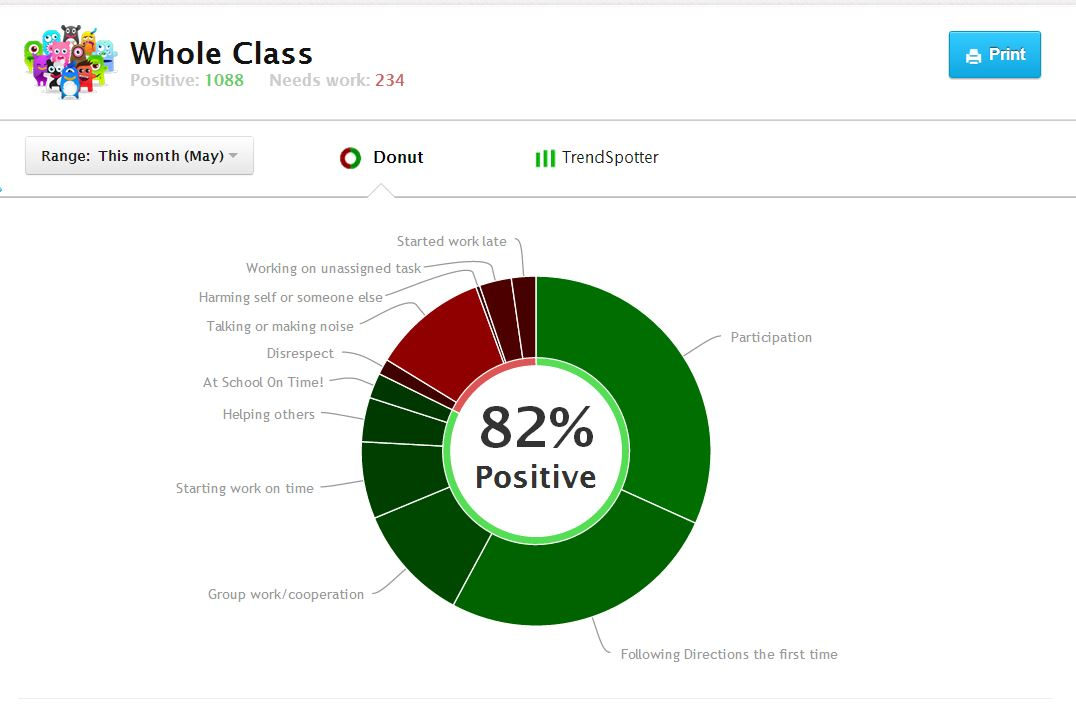 Whole Class
Positive: 1088 Needs work: 234
Print
Range: This month (May)
Donut
TrendSpotter
Started work late
Working on unassigned task
Harming self or someone else
Talking or making noise
Disrespect
At School On Time!
Helping others
Starting work on time
Group work/cooperation
Participation
Following Directions the first time
82%
Positive